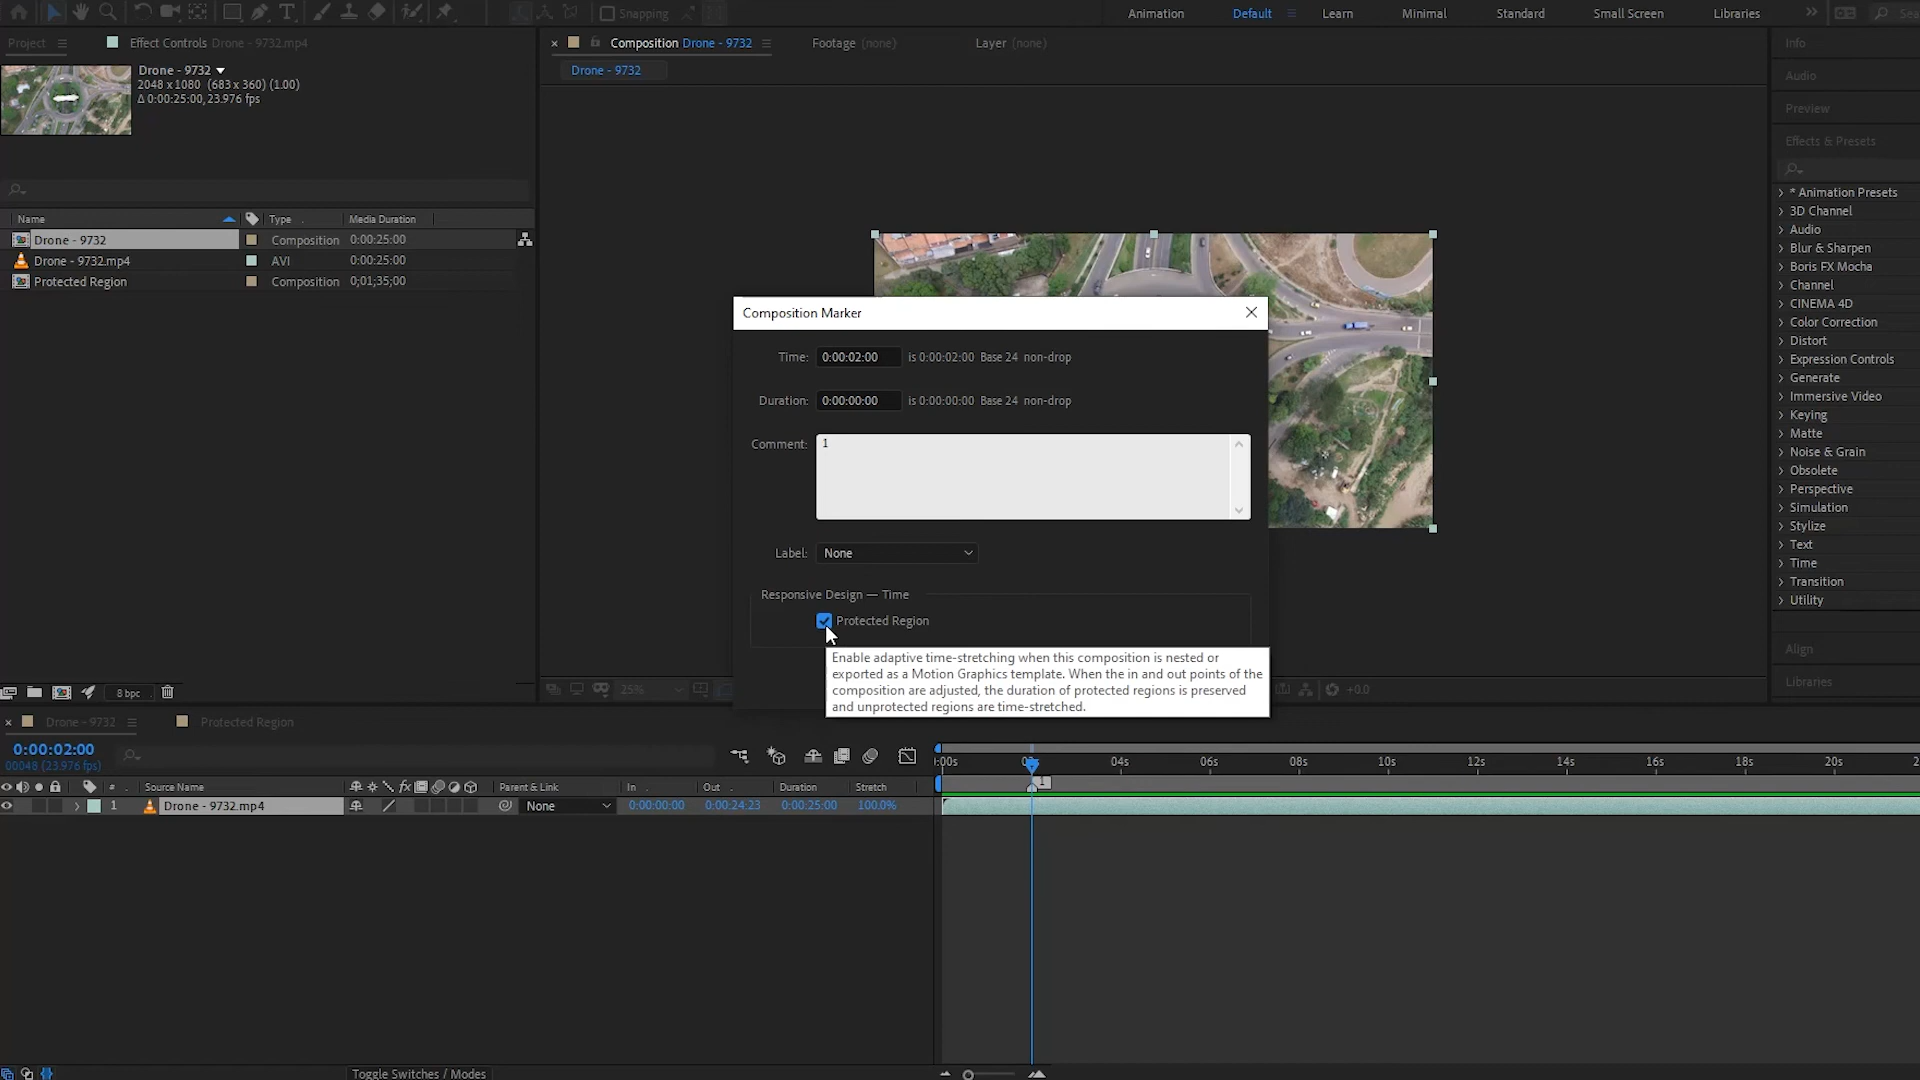 Snapping
Animation
Default
Learn
Minimal
Standard
Small Screen
Libraries
Project
Effect Controls Drone - 9732.mp4
Composition Drone - 9732
Footage (none)
Layer (none)
Info
Drone - 9732
2048 x 1080 (683 x 360) (1.00)
Δ 0:00:25:00, 23.976 fps
Drone - 9732
Audio
Preview
Effects & Presets
Name
Type
Media Duration
Drone - 9732
Composition
0:00:25:00
Drone - 9732.mp4
AVI
0:00:25:00
Protected Region
Composition
0;01;35;00
* Animation Presets
3D Channel
Audio
Blur & Sharpen
Boris FX Mocha
Channel
CINEMA 4D
Color Correction
Distort
Expression Controls
Generate
Immersive Video
Keying
Matte
Noise & Grain
Obsolete
Perspective
Simulation
Stylize
Text
Time
Transition
Utility
Align
Libraries
Composition Marker
Time: 0:00:02:00 is 0:00:02:00 Base 24 non-drop
Duration: 0:00:00:00 is 0:00:00:00 Base 24 non-drop
Comment: 1
Label: None
Responsive Design — Time
Protected Region
Enable adaptive time-stretching when this composition is nested or
exported as a Motion Graphics template. When the in and out points of the
composition are adjusted, the duration of protected regions is preserved
and unprotected regions are time-stretched.
8 bpc
25%
+0.0
Drone - 9732
Protected Region
0:00:02:00
00048 (23.976 fps)
:00s
04s
06s
08s
10s
12s
14s
16s
18s
20s
1
#
Source Name
Parent & Link
In
Out
Duration
Stretch
1
Drone - 9732.mp4
None
0:00:00:00
0:00:24:23
0:00:25:00
100.0%
Toggle Switches / Modes